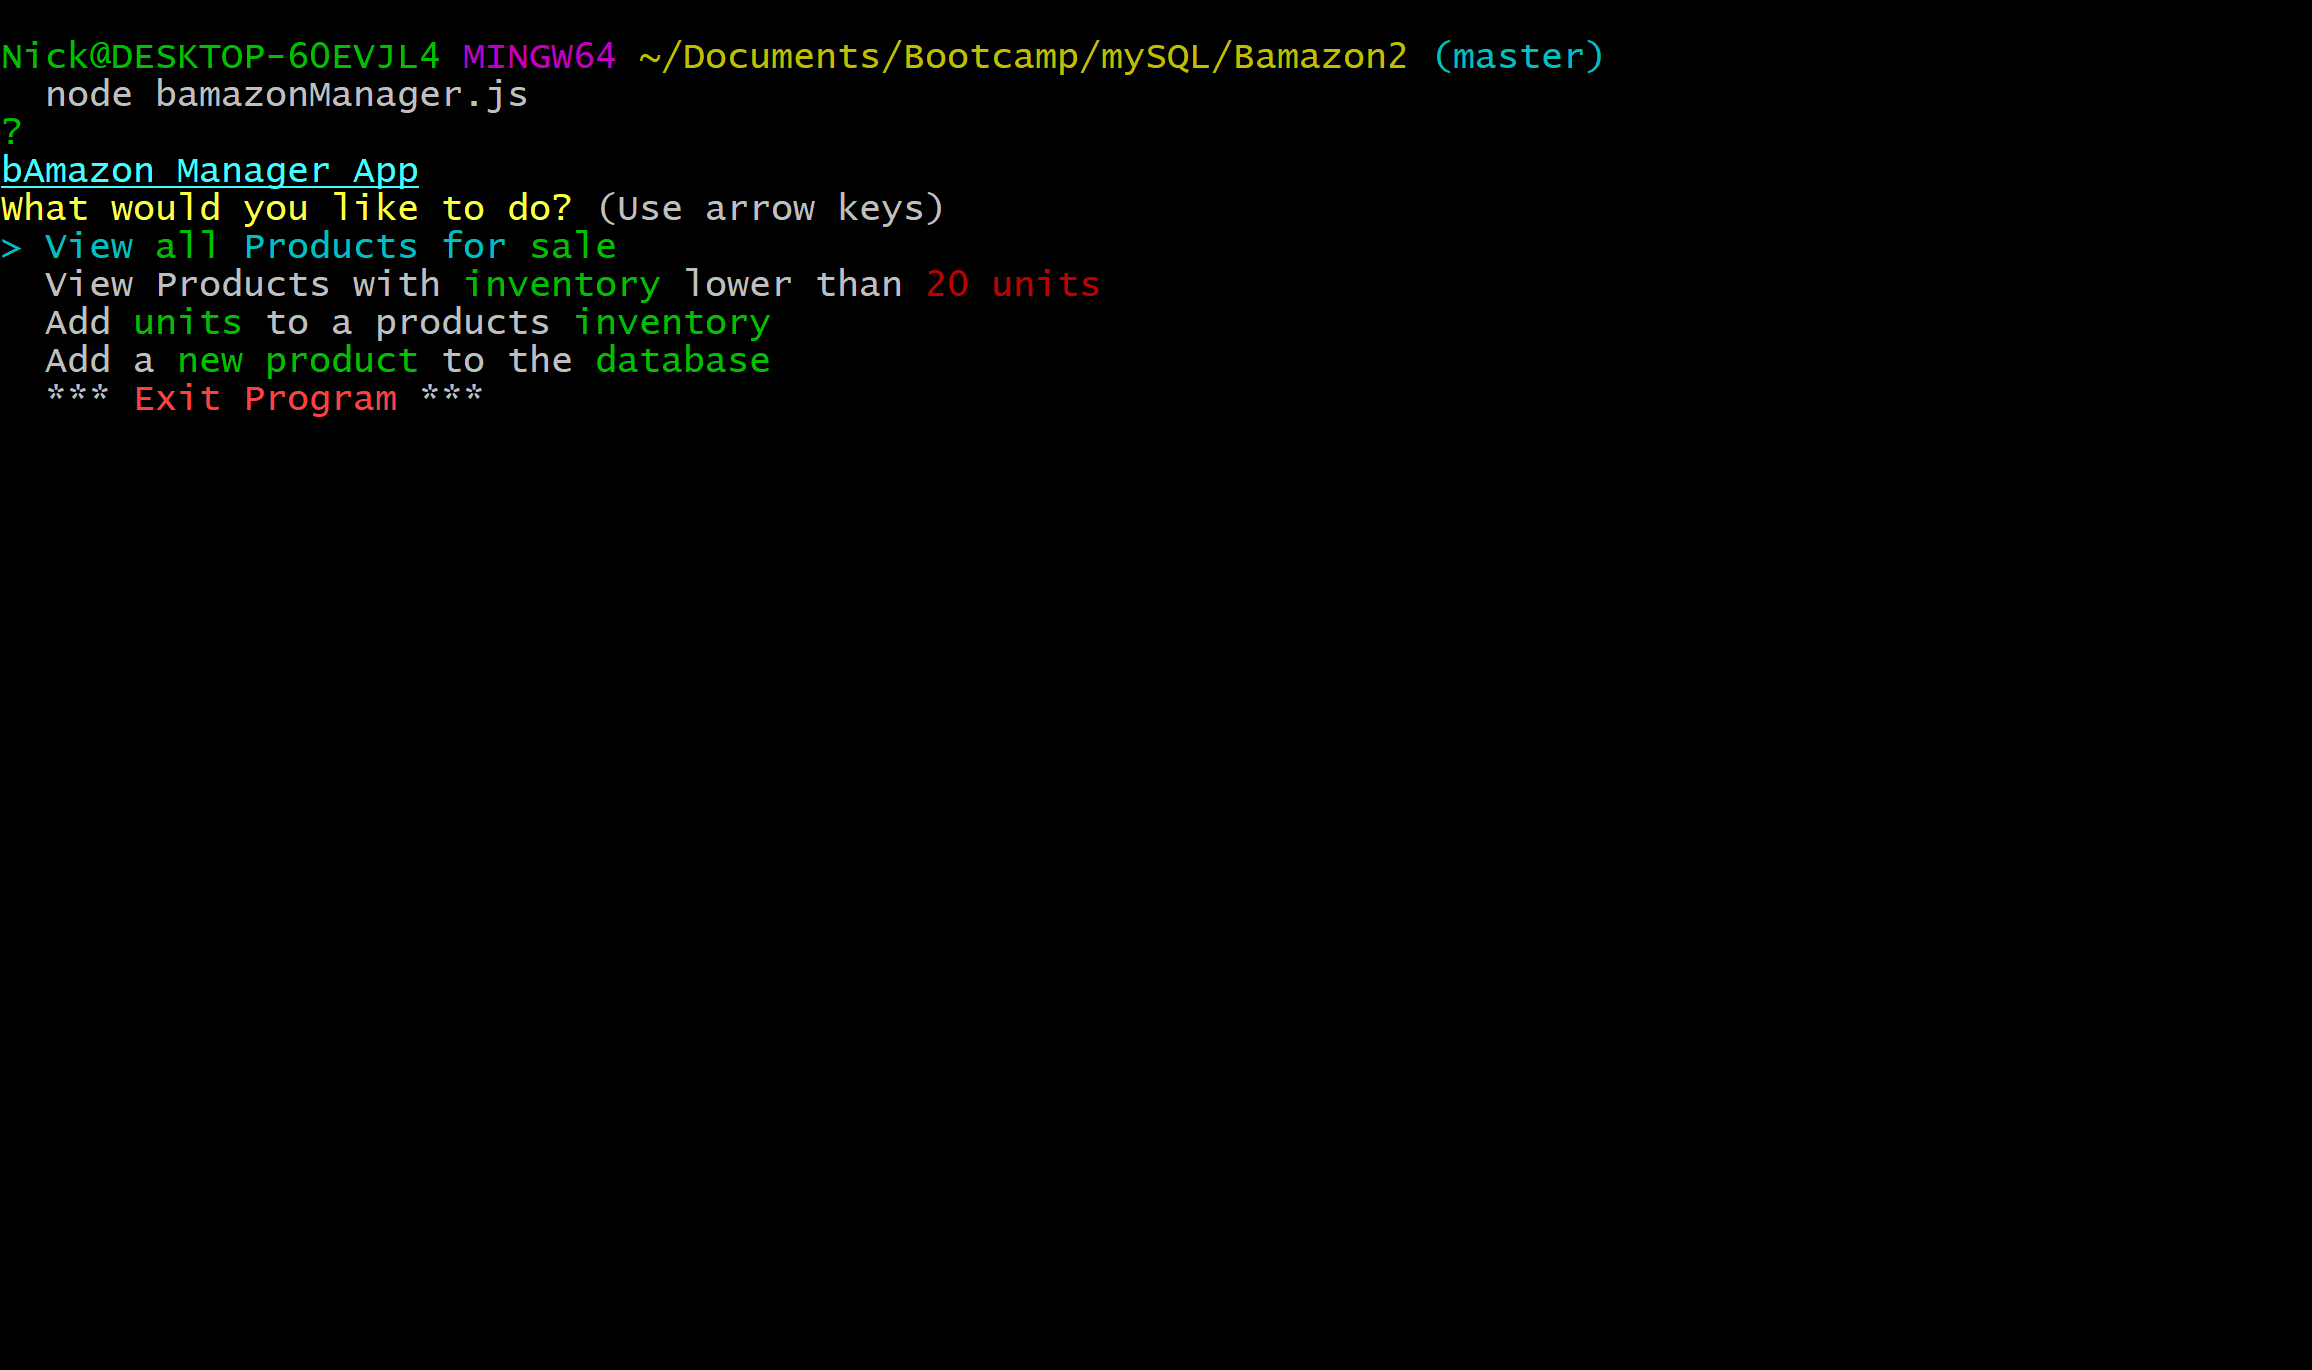 Nick@DESKTOP-6OEVJL4 MINGW64 ~/Documents/Bootcamp/mySQL/Bamazon2 (master)
node bamazonManager.js
?
bAmazon Manager App
What would you like to do? (Use arrow keys)
> View all Products for sale
View Products with inventory lower than 20 units
Add units to a products inventory
Add a new product to the database
*** Exit Program ***